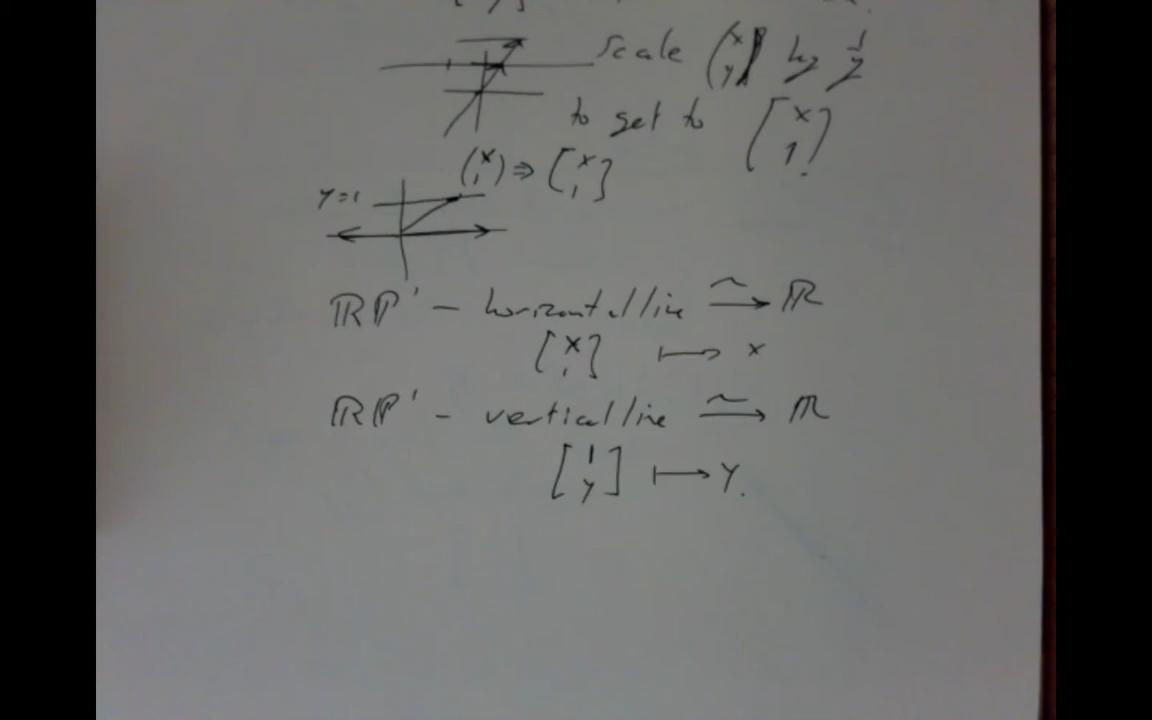 Scale (x y) by 1/y
to get to [x 1].
(x 1) ⇒ [x 1]
y=1
ℝP¹ – horizontal line ⥲ ℝ
[x 1] ↦ x
ℝP¹ – vertical line ⥲ ℝ
[1 y] ↦ y.